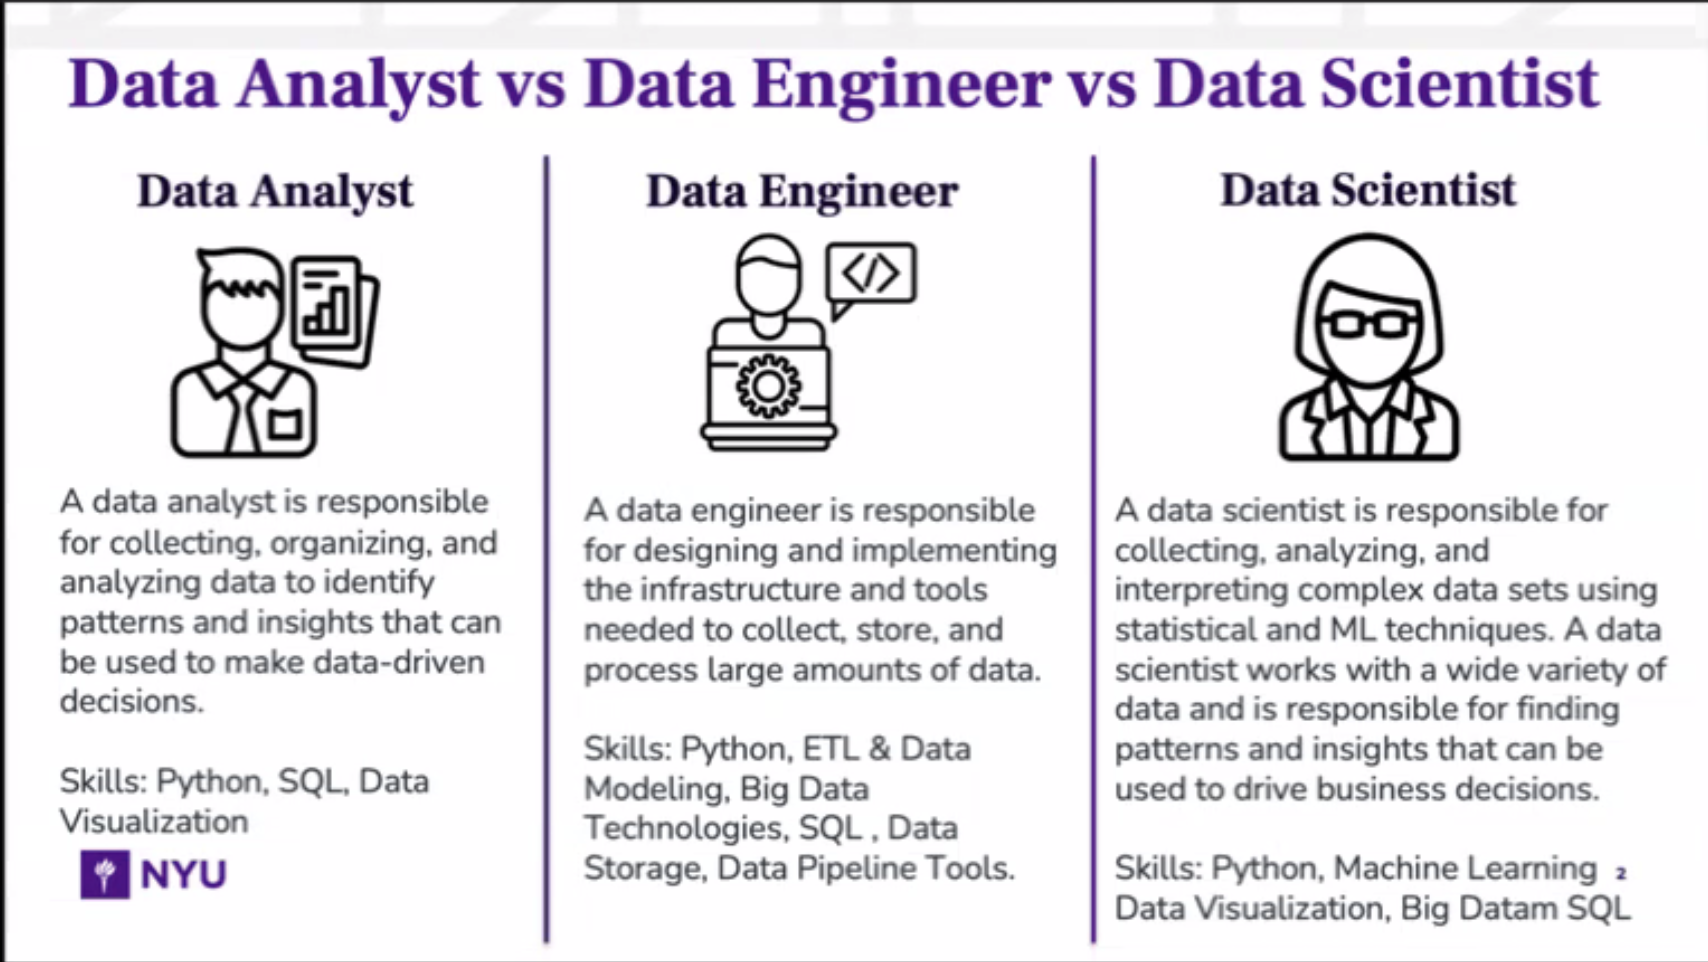 Data Analyst vs Data Engineer vs Data Scientist
Data Analyst
A data analyst is responsible
for collecting, organizing, and
analyzing data to identify
patterns and insights that can
be used to make data-driven
decisions.
Skills: Python, SQL, Data
Visualization
NYU
Data Engineer
</>
A data engineer is responsible
for designing and implementing
the infrastructure and tools
needed to collect, store, and
process large amounts of data.
Skills: Python, ETL & Data
Modeling, Big Data
Technologies, SQL , Data
Storage, Data Pipeline Tools.
Data Scientist
A data scientist is responsible for
collecting, analyzing, and
interpreting complex data sets using
statistical and ML techniques. A data
scientist works with a wide variety of
data and is responsible for finding
patterns and insights that can be
used to drive business decisions.
Skills: Python, Machine Learning
Data Visualization, Big Datam SQL
2